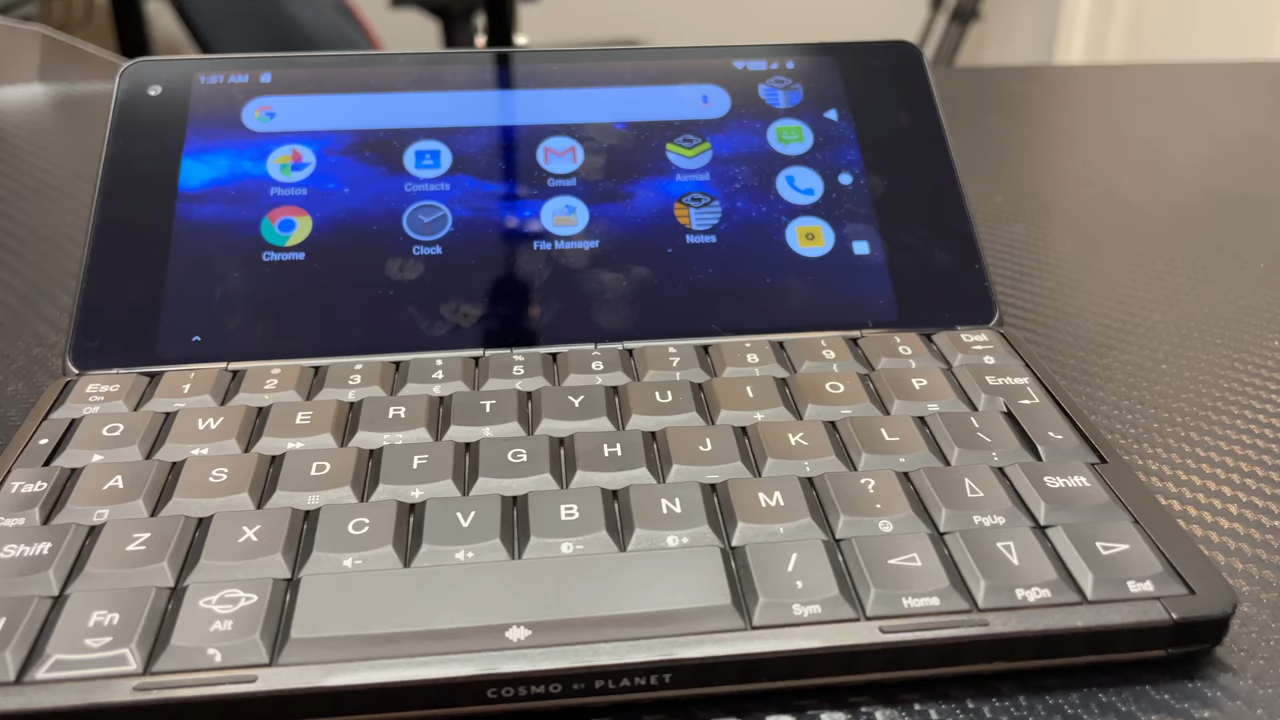 1:51 AM
Photos Contacts Gmail Airmail
Chrome Clock File Manager Notes
Esc 1 2 3 4 5 6 7 8 9 0 Del
On
Off
Q W E R T Y U I O P Enter
Tab A S D F G H J K L
Caps
Shift Z X C V B N M ? PgUp Shift
Fn Alt / , Sym Home PgDn End
COSMO BY PLANET